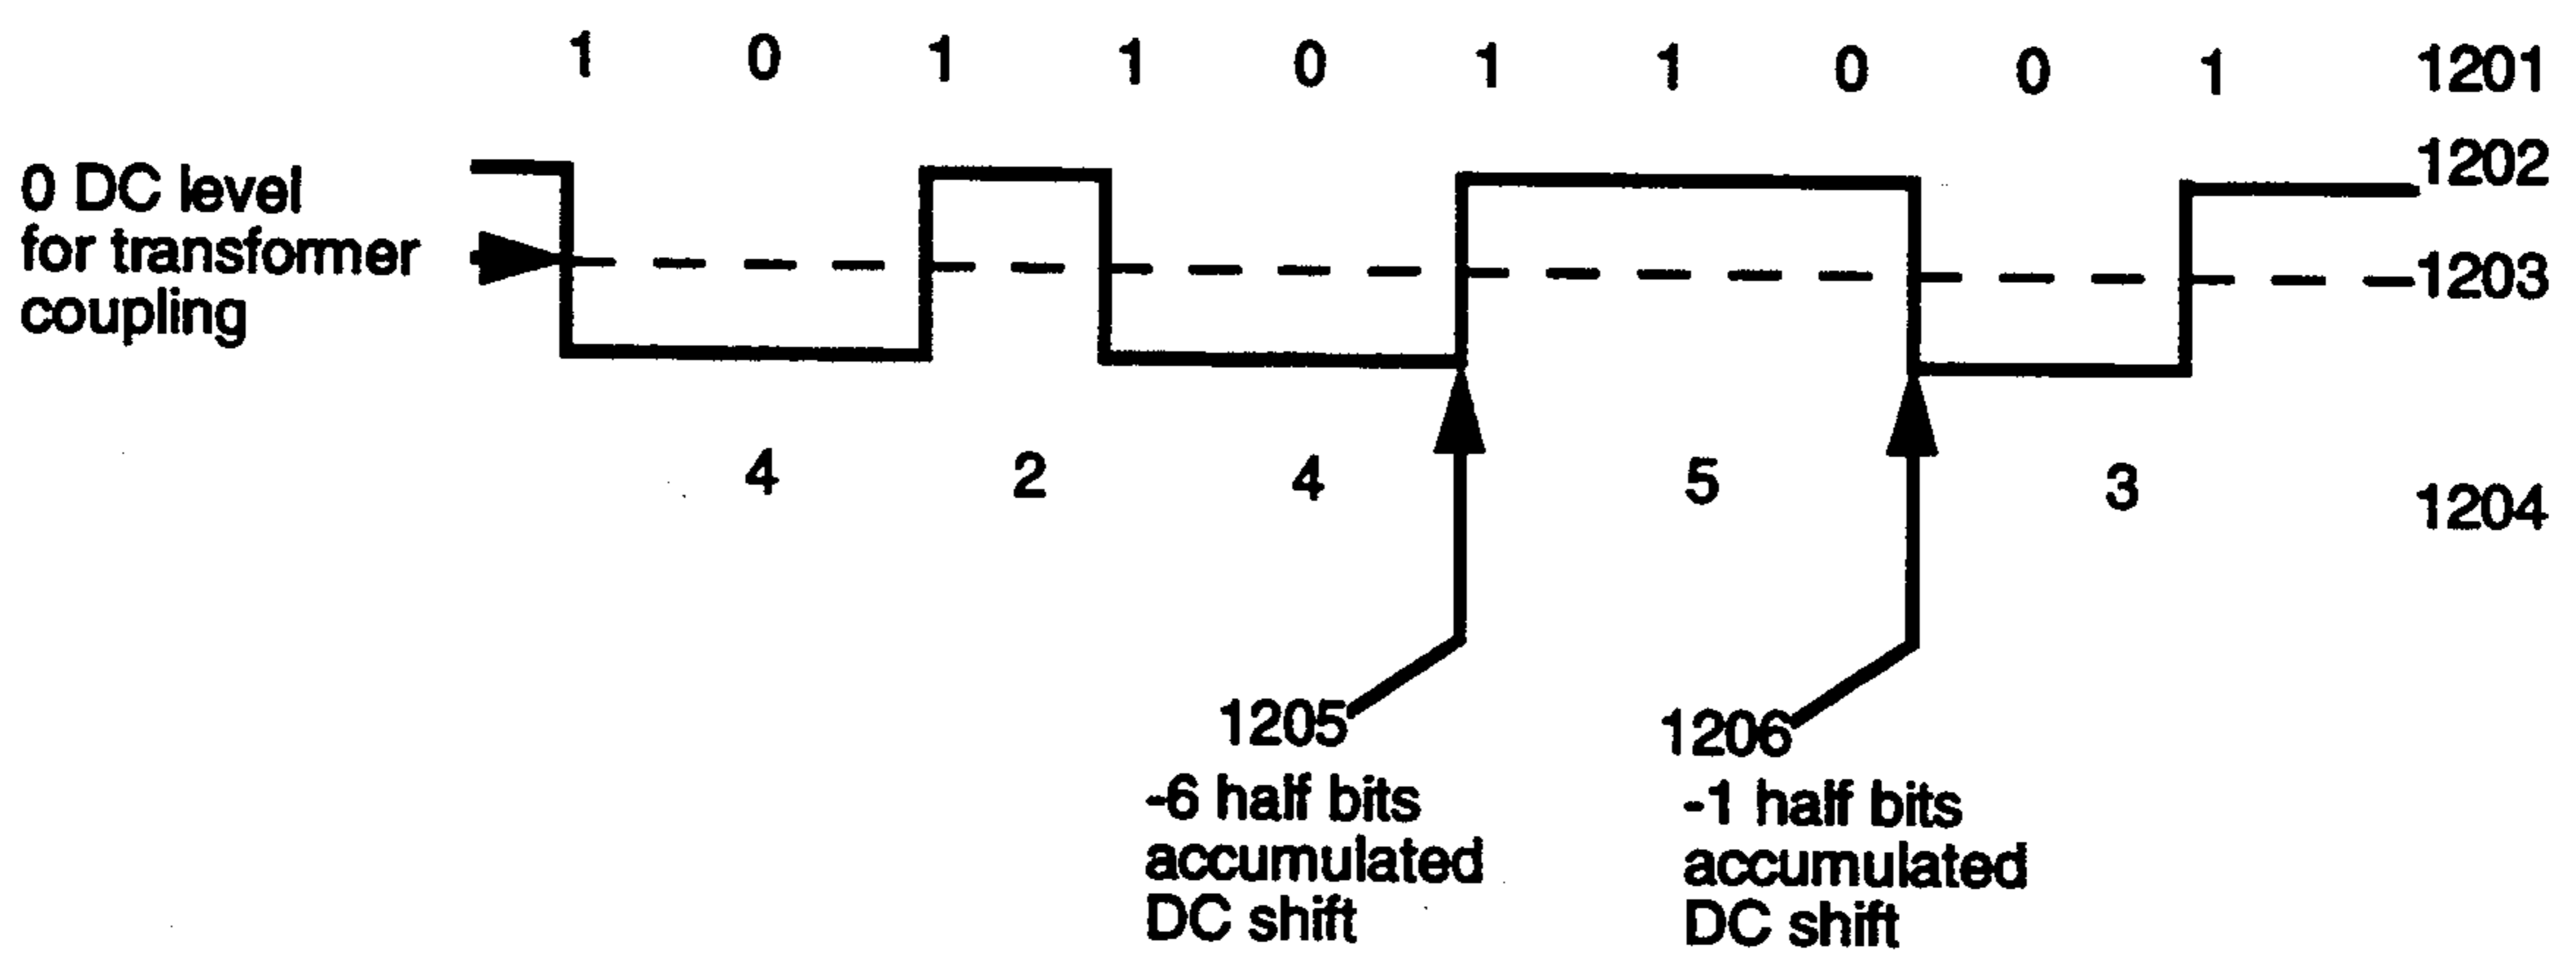 1 0 1 1 0 1 1 0 0 1 1201
1202
0 DC level
for transformer
coupling
1203
4 2 4 5 3 1204
1205
-6 half bits
accumulated
DC shift
1206
-1 half bits
accumulated
DC shift